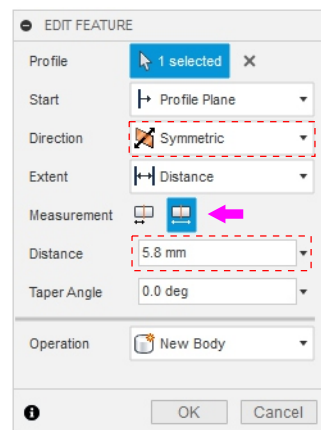 EDIT FEATURE
Profile 1 selected
Start Profile Plane
Direction Symmetric
Extent Distance
Measurement
Distance 5.8 mm
Taper Angle 0.0 deg
Operation New Body
OK Cancel